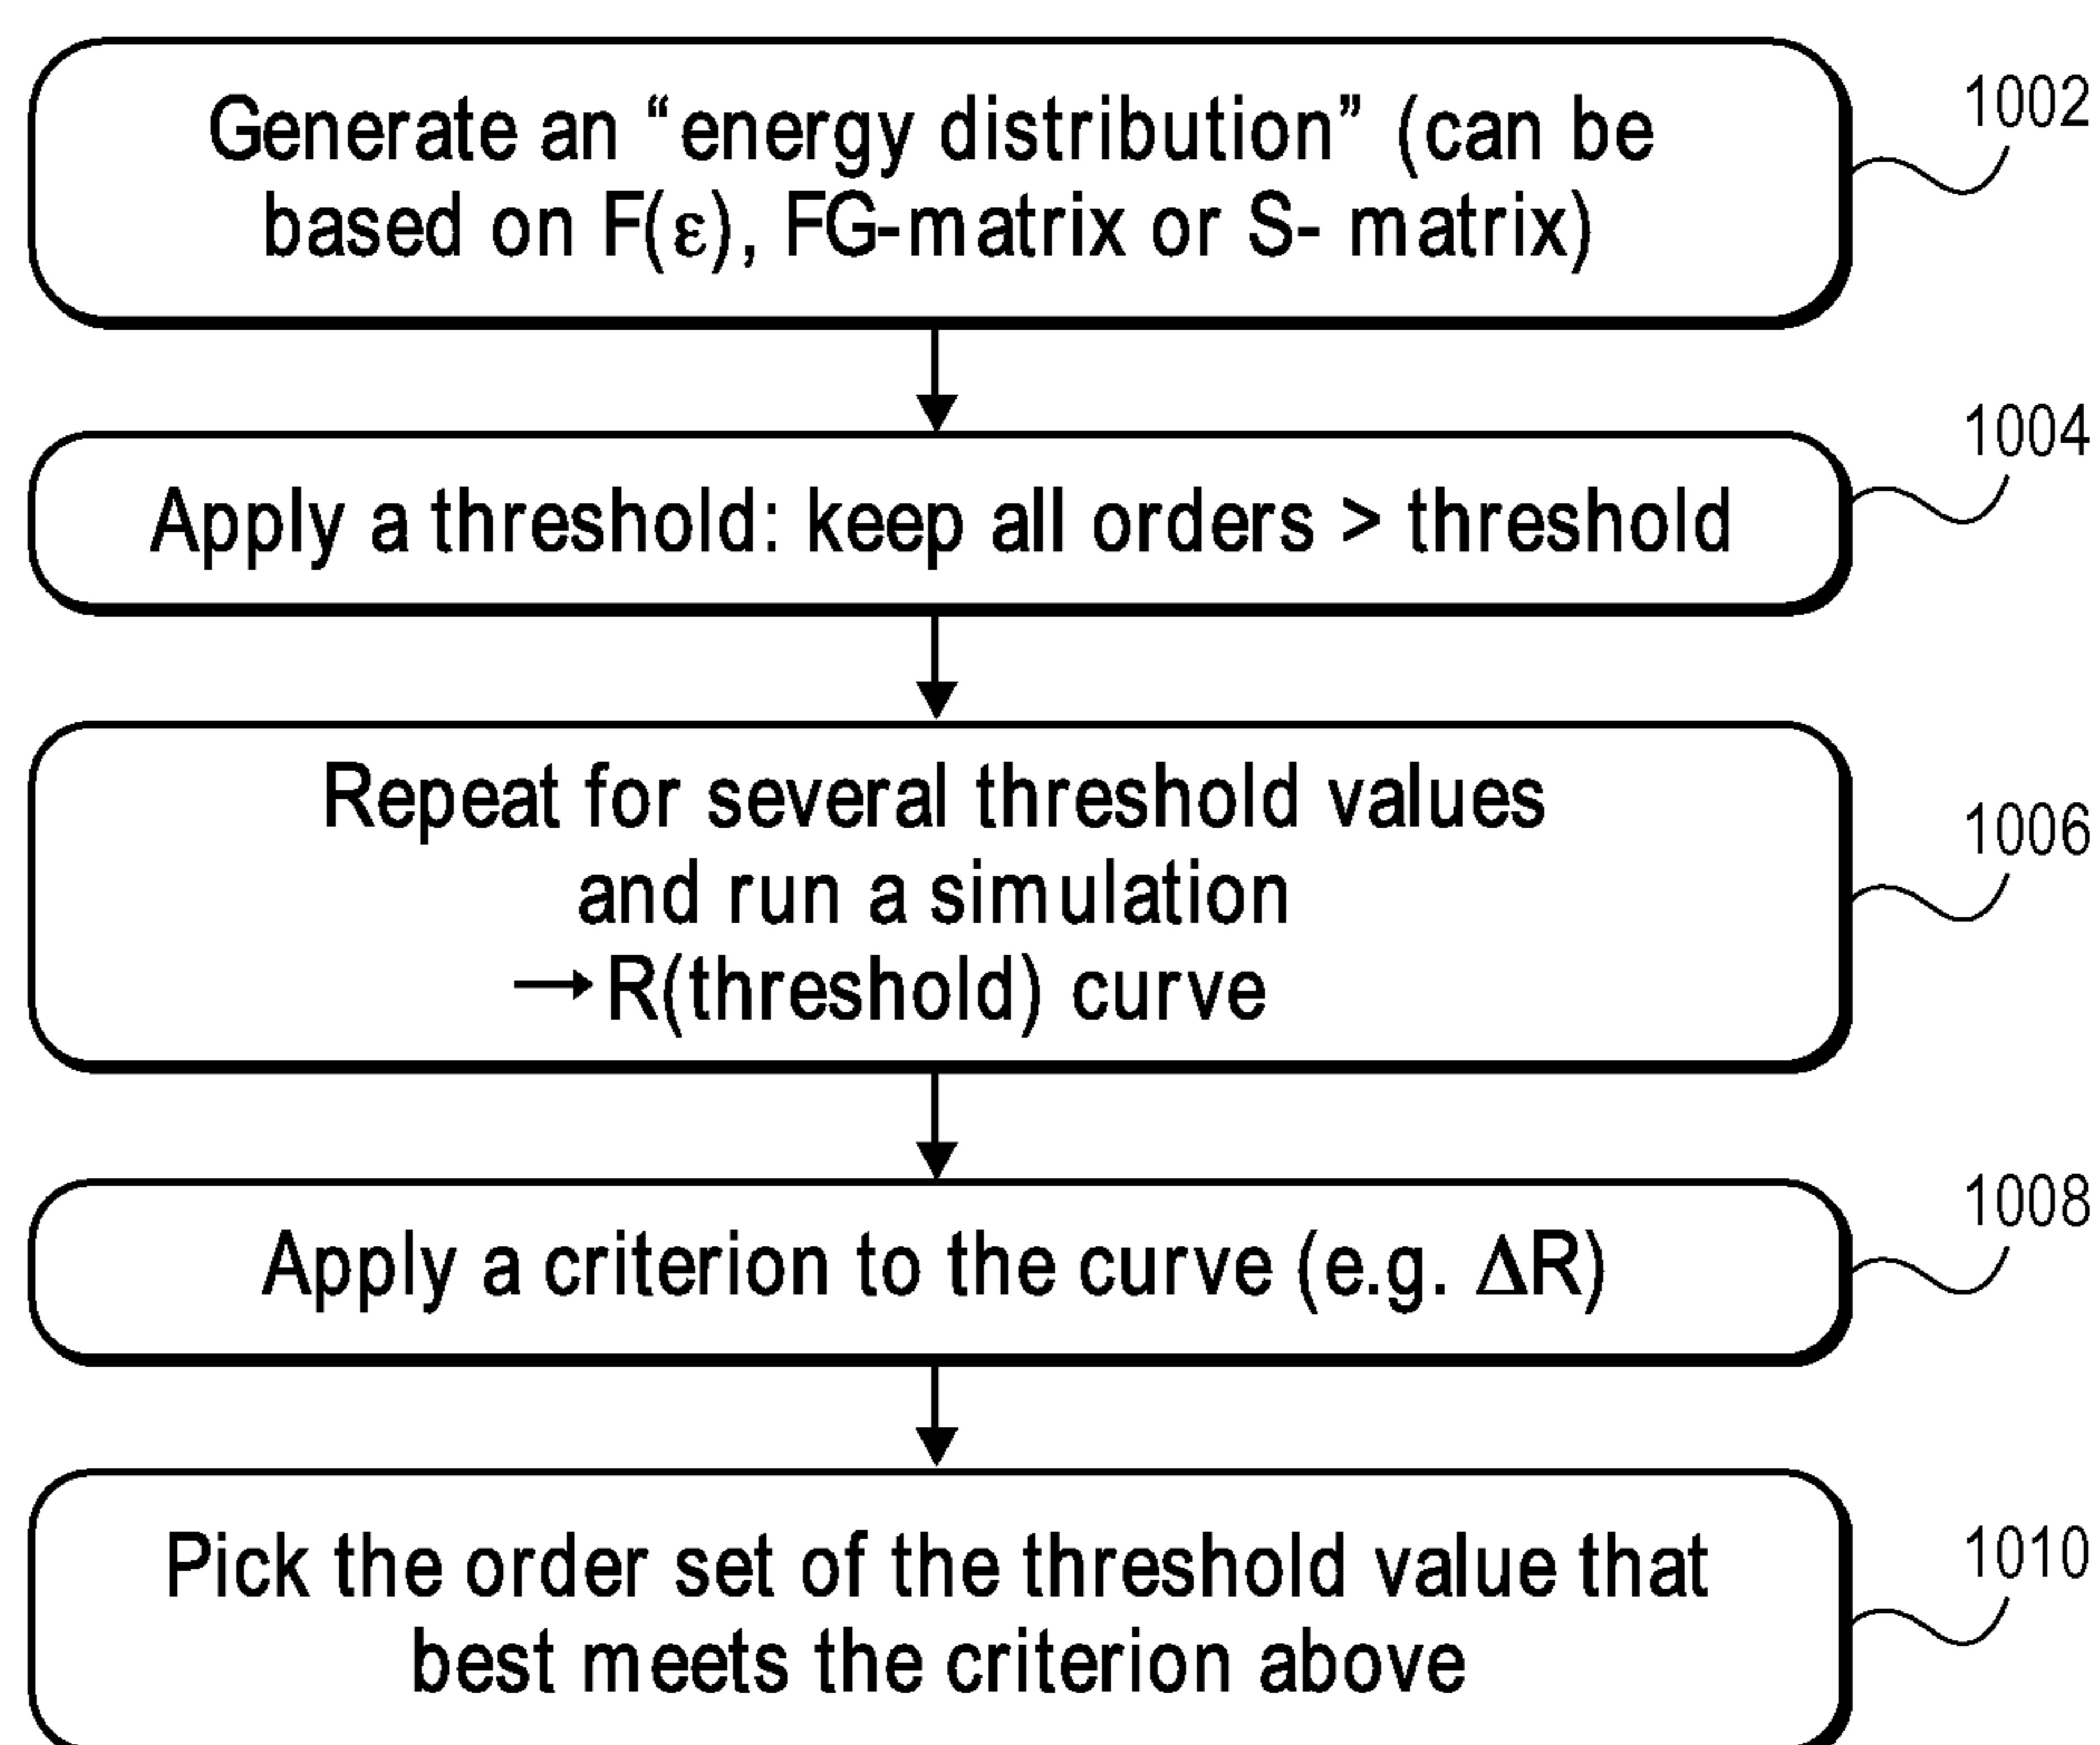 Generate an “energy distribution” (can be
based on F(ε), FG-matrix or S- matrix)
1002
Apply a threshold: keep all orders > threshold
1004
Repeat for several threshold values
and run a simulation
→R(threshold) curve
1006
Apply a criterion to the curve (e.g. ΔR)
1008
Pick the order set of the threshold value that
best meets the criterion above
1010